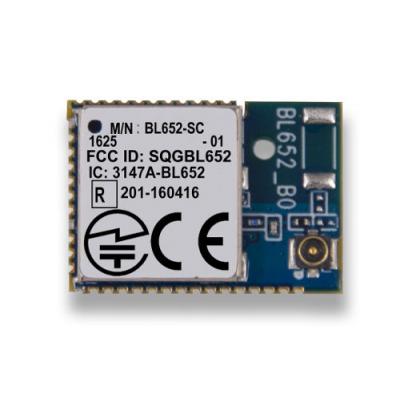 M/N : BL652-SC
1625 - 01
FCC ID: SQGBL652
IC: 3147A-BL652
R 201-160416
CE
BL652_B0